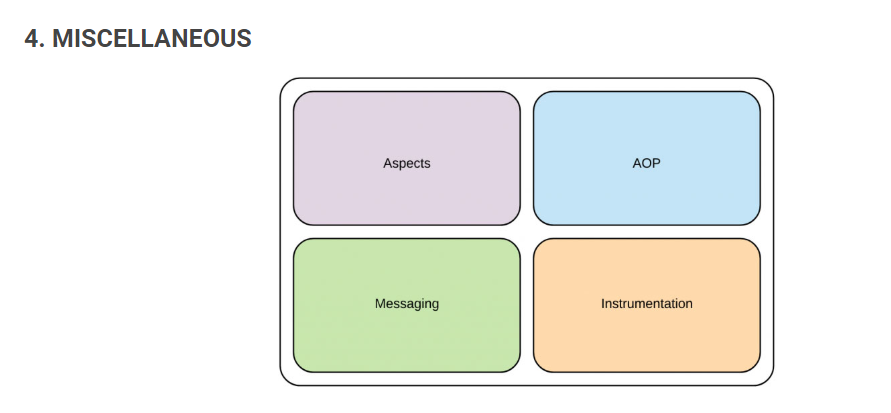 4. MISCELLANEOUS
Aspects
AOP
Messaging
Instrumentation